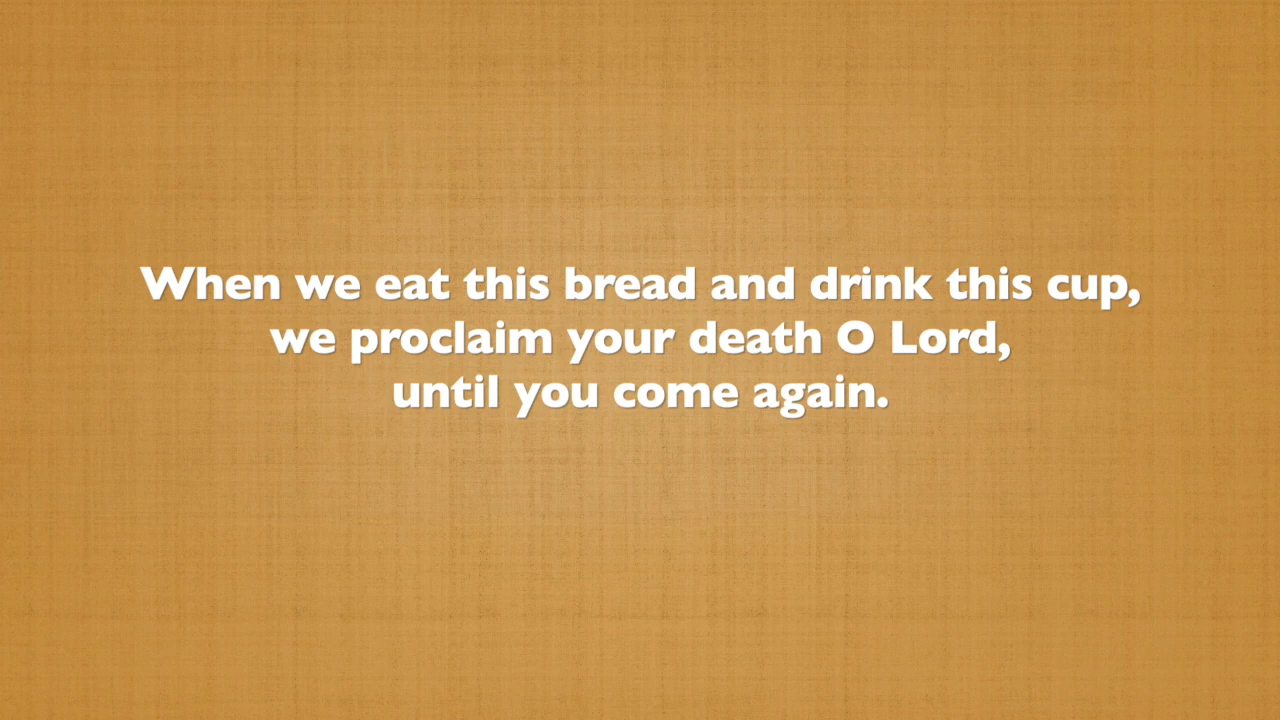 When we eat this bread and drink this cup,
we proclaim your death O Lord,
until you come again.